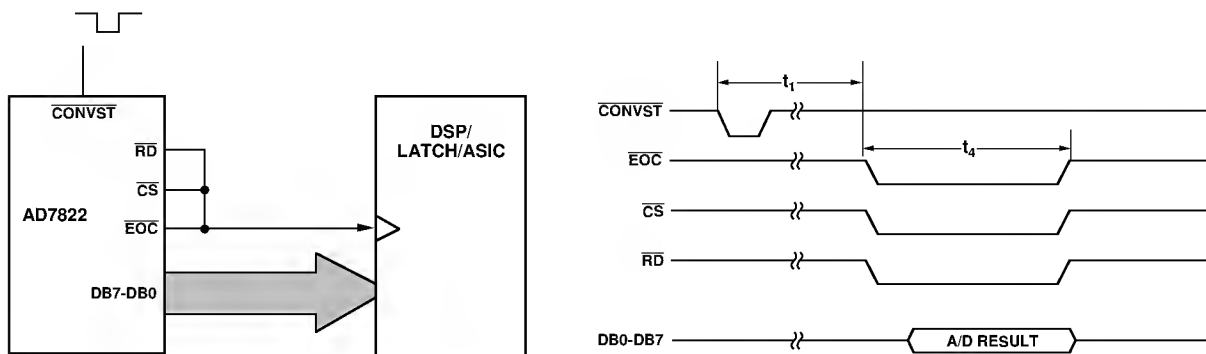 CONVST
RD
CS
AD7822
EOC
DB7-DB0
DSP/
LATCH/ASIC
t1
CONVST
EOC
t4
CS
RD
DB0-DB7
A/D RESULT